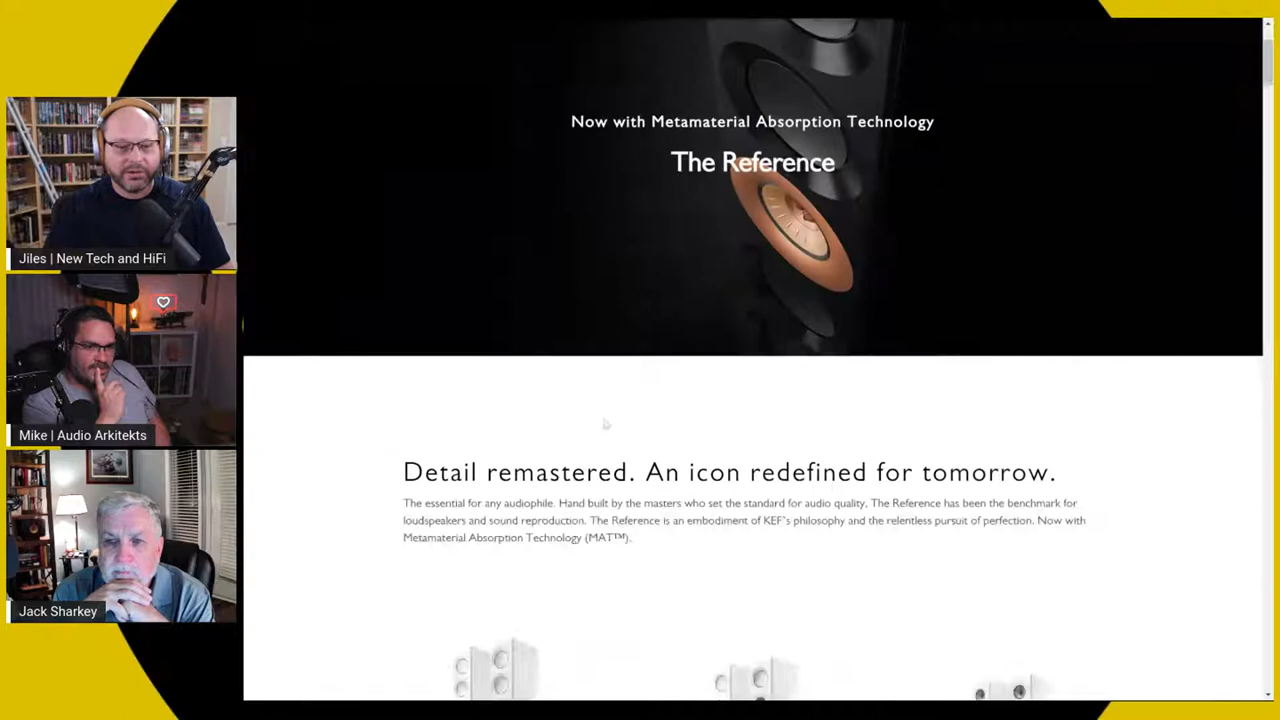 Now with Metamaterial Absorption Technology
The Reference
Jiles | New Tech and HiFi
Mike | Audio Arkitekts
Jack Sharkey
Detail remastered. An icon redefined for tomorrow.
The essential for any audiophile. Hand built by the masters who set the standard for audio quality, The Reference has been the benchmark for
loudspeakers and sound reproduction. The Reference is an embodiment of KEF's philosophy and the relentless pursuit of perfection. Now with
Metamaterial Absorption Technology (MAT™).